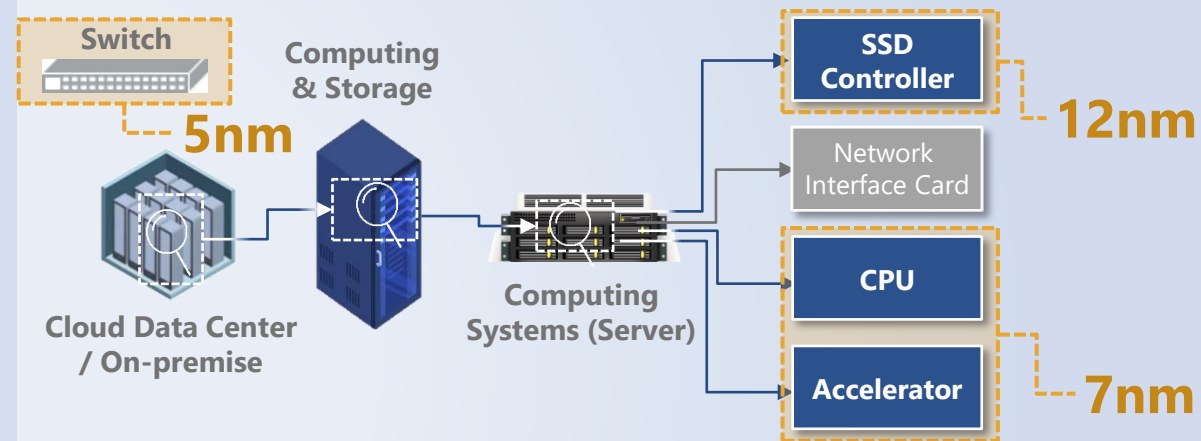 Switch
5nm
Computing
& Storage
Cloud Data Center
/ On-premise
Computing
Systems (Server)
SSD
Controller
12nm
Network
Interface Card
CPU
Accelerator
7nm